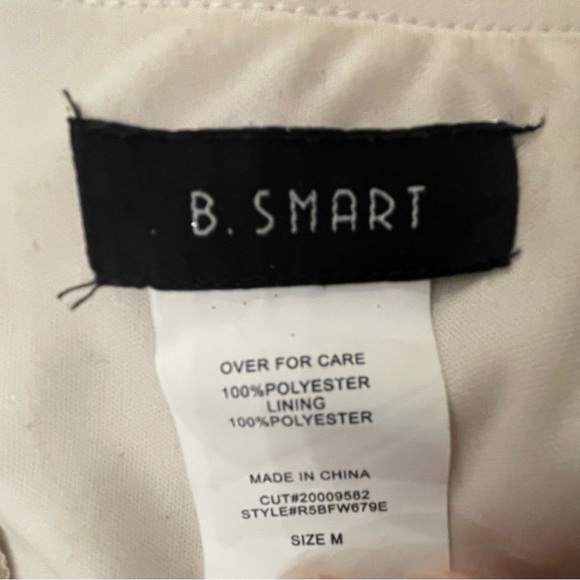 B. SMART
OVER FOR CARE
100%POLYESTER
LINING
100%POLYESTER
MADE IN CHINA
CUT#20009582
STYLE#R5BFW679E
SIZE M